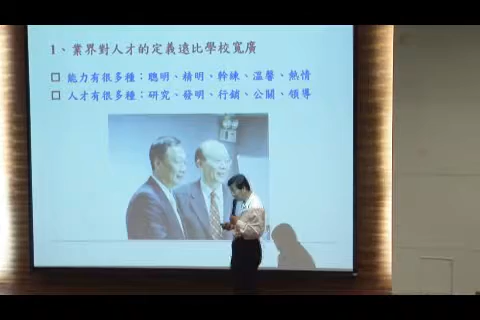 1、業界對人才的定義遠比學校寬廣
□ 能力有很多種：聰明、精明、幹練、溫馨、熱情
□ 人才有很多種：研究、發明、行銷、公關、領導